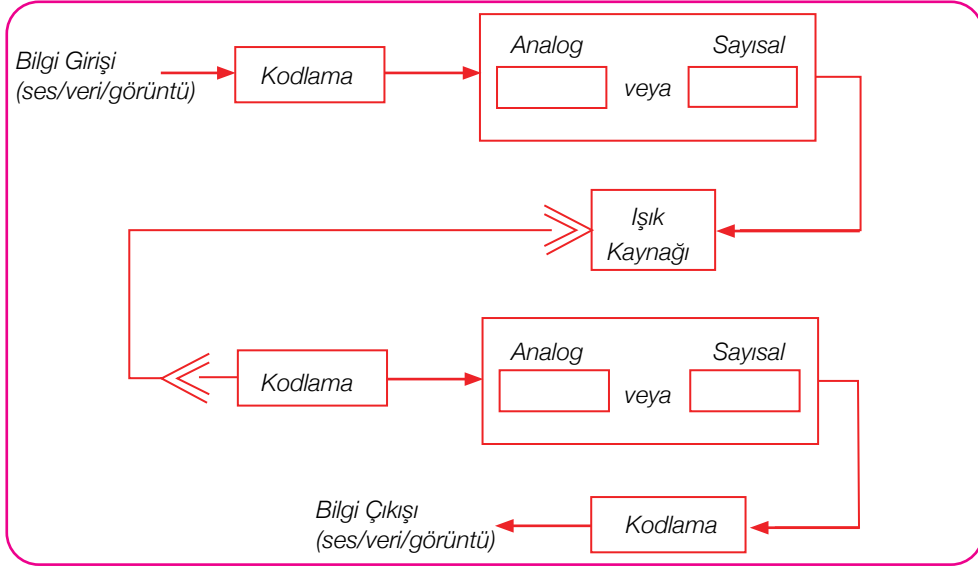 Bilgi Girişi
(ses/veri/görüntü)
Kodlama
Analog
Sayısal
veya
Işık
Kaynağı
Kodlama
Analog
Sayısal
veya
Bilgi Çıkışı
(ses/veri/görüntü)
Kodlama